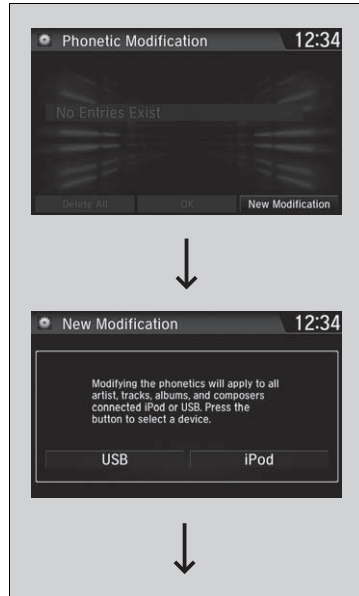 Phonetic Modification 12:34
No Entries Exist
Delete All OK New Modification
New Modification 12:34
Modifying the phonetics will apply to all
artist, tracks, albums, and composers
connected iPod or USB. Press the
button to select a device.
USB iPod